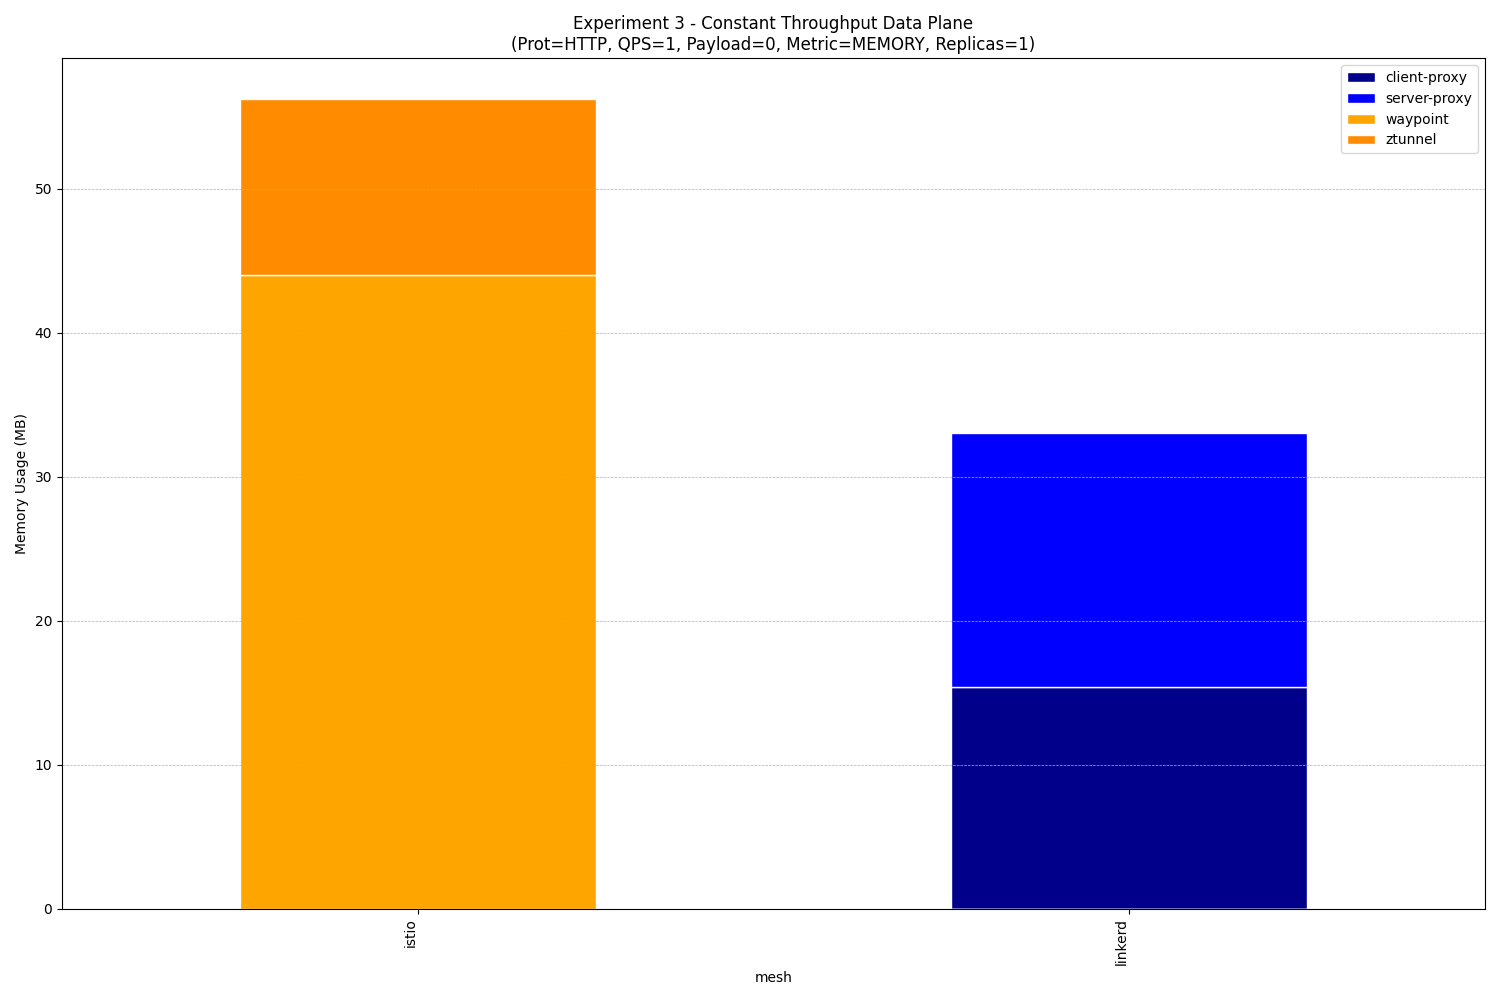 Experiment 3 - Constant Throughput Data Plane
(Prot=HTTP, QPS=1, Payload=0, Metric=MEMORY, Replicas=1)
client-proxy
server-proxy
waypoint
ztunnel
Memory Usage (MB)
50
40
30
20
10
0
istio
linkerd
mesh